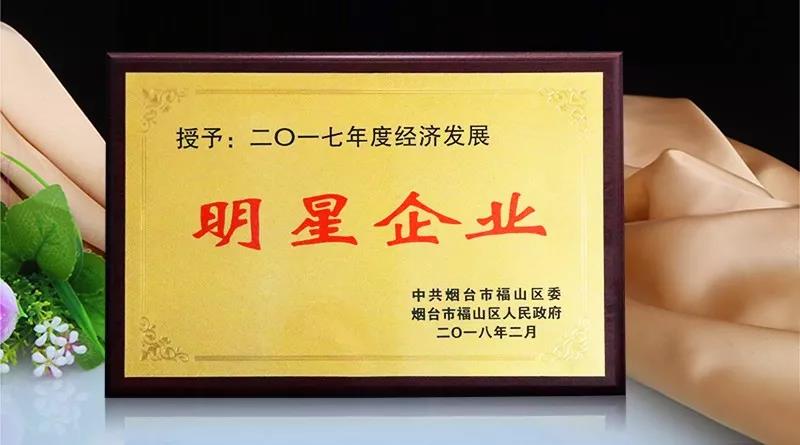 授予：二〇一七年度经济发展
明星企业
中共烟台市福山区委
烟台市福山区人民政府
二〇一八年二月